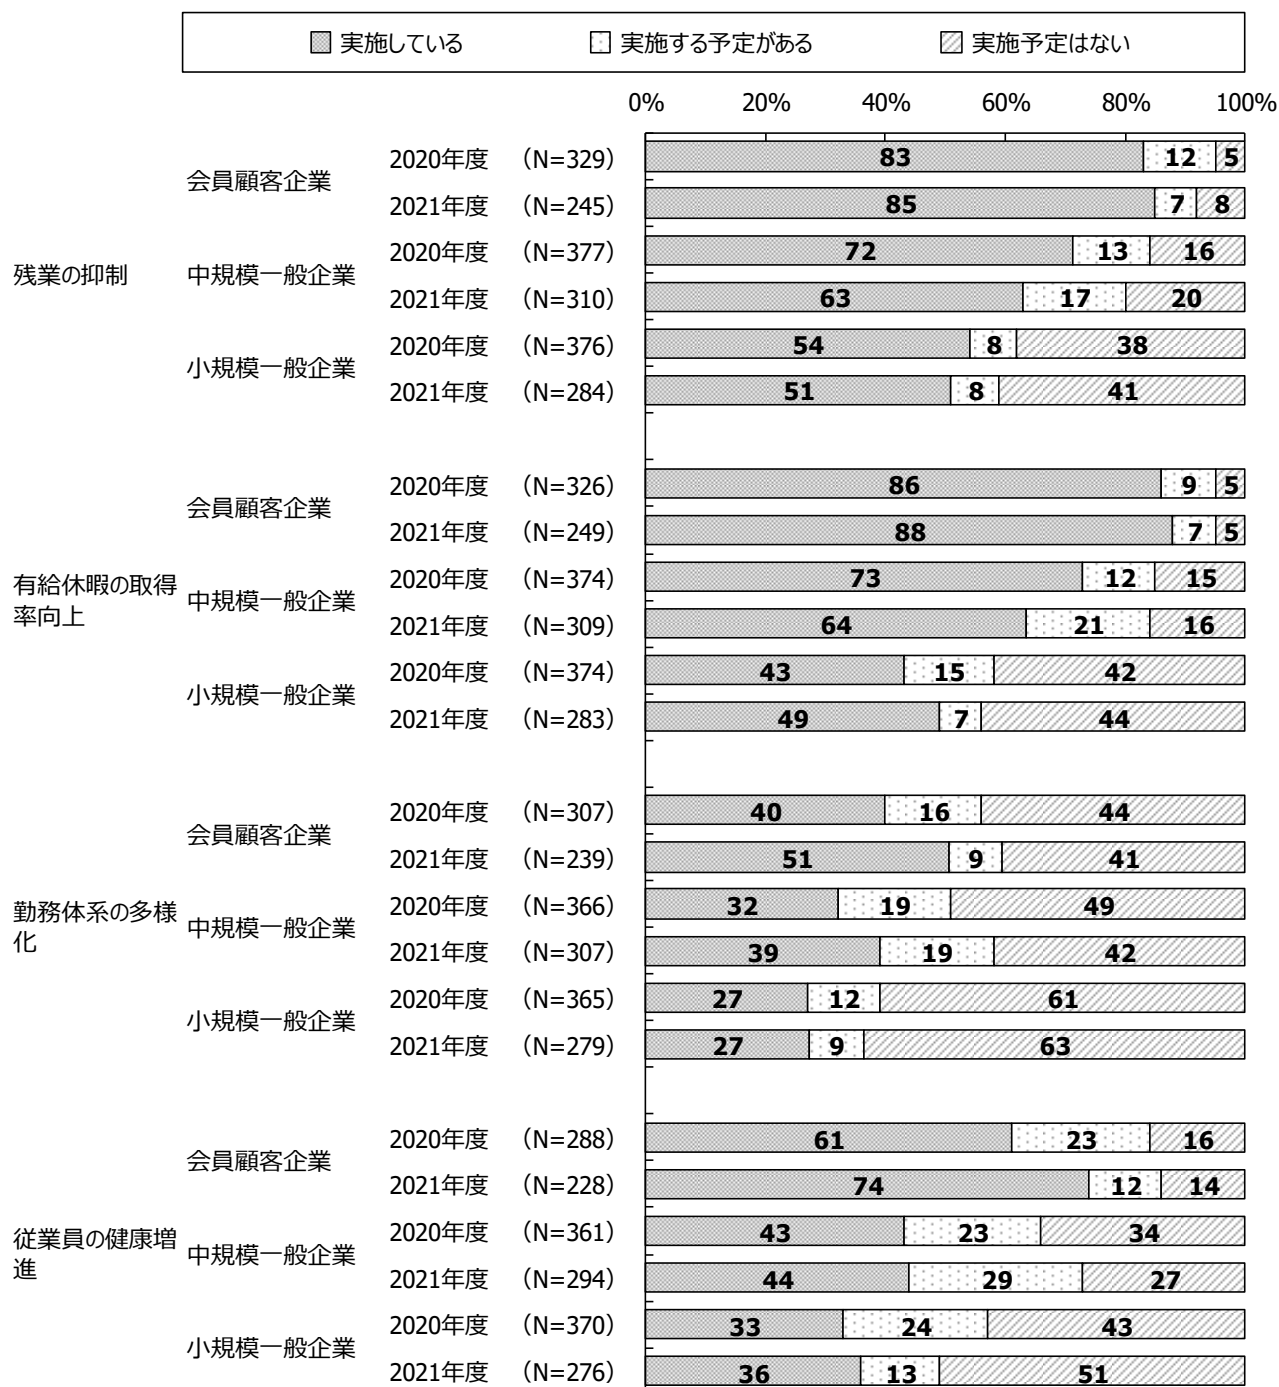 実施している 実施する予定がある 実施予定はない
0% 20% 40% 60% 80% 100%
残業の抑制
会員顧客企業
2020年度 (N=329) 83 12 5
2021年度 (N=245) 85 7 8
中規模一般企業
2020年度 (N=377) 72 13 16
2021年度 (N=310) 63 17 20
小規模一般企業
2020年度 (N=376) 54 8 38
2021年度 (N=284) 51 8 41
有給休暇の取得
率向上
会員顧客企業
2020年度 (N=326) 86 9 5
2021年度 (N=249) 88 7 5
中規模一般企業
2020年度 (N=374) 73 12 15
2021年度 (N=309) 64 21 16
小規模一般企業
2020年度 (N=374) 43 15 42
2021年度 (N=283) 49 7 44
勤務体系の多様
化
会員顧客企業
2020年度 (N=307) 40 16 44
2021年度 (N=239) 51 9 41
中規模一般企業
2020年度 (N=366) 32 19 49
2021年度 (N=307) 39 19 42
小規模一般企業
2020年度 (N=365) 27 12 61
2021年度 (N=279) 27 9 63
従業員の健康増
進
会員顧客企業
2020年度 (N=288) 61 23 16
2021年度 (N=228) 74 12 14
中規模一般企業
2020年度 (N=361) 43 23 34
2021年度 (N=294) 44 29 27
小規模一般企業
2020年度 (N=370) 33 24 43
2021年度 (N=276) 36 13 51